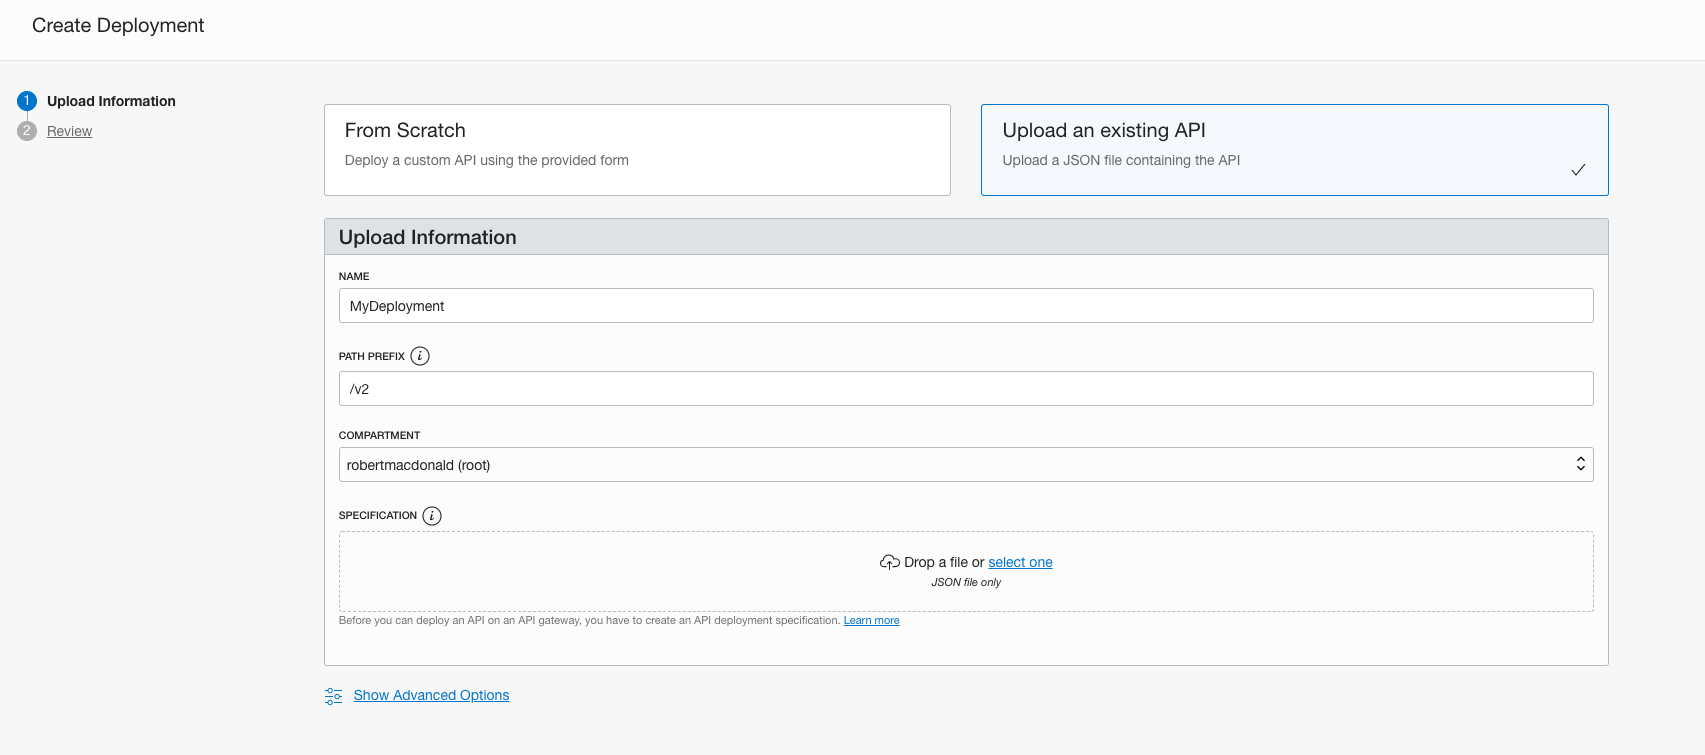 Create Deployment
1 Upload Information
2 Review
From Scratch
Deploy a custom API using the provided form
Upload an existing API
Upload a JSON file containing the API
Upload Information
NAME
MyDeployment
PATH PREFIX i
/v2
COMPARTMENT
robertmacdonald (root)
SPECIFICATION i
Drop a file or select one
JSON file only
Before you can deploy an API on an API gateway, you have to create an API deployment specification. Learn more
Show Advanced Options